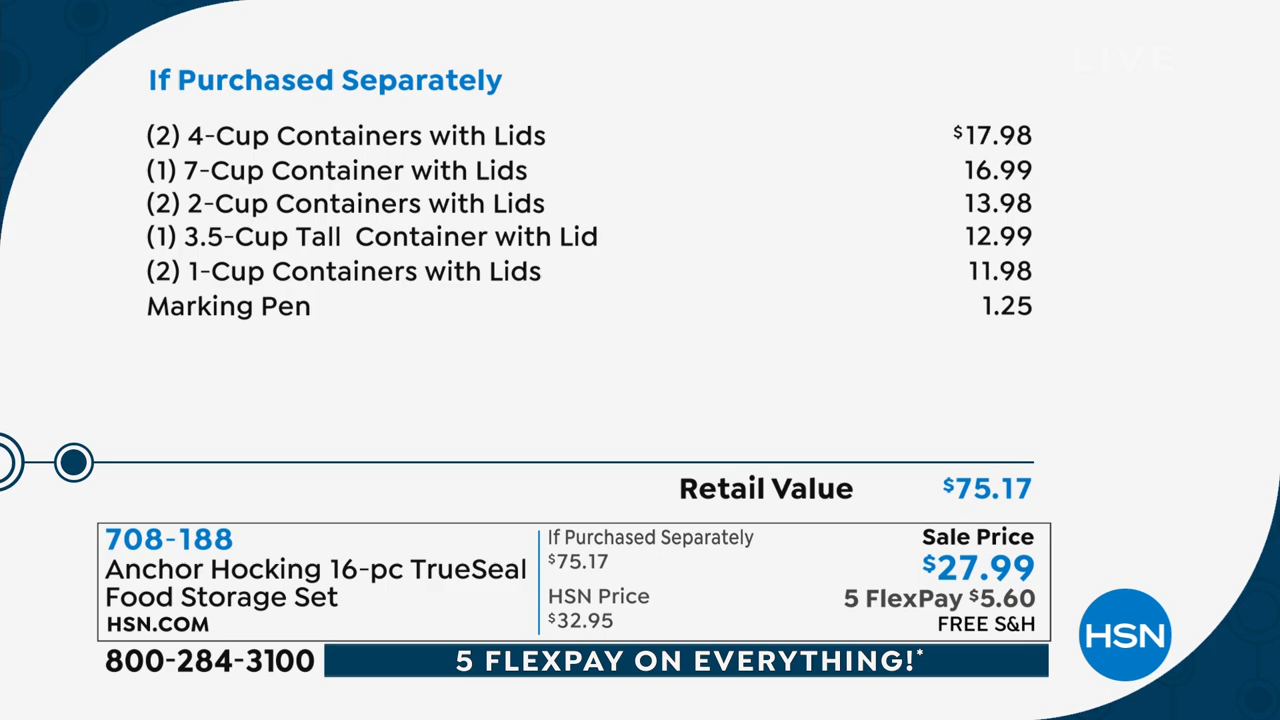 LIVE
If Purchased Separately
(2) 4-Cup Containers with Lids $17.98
(1) 7-Cup Container with Lids 16.99
(2) 2-Cup Containers with Lids 13.98
(1) 3.5-Cup Tall Container with Lid 12.99
(2) 1-Cup Containers with Lids 11.98
Marking Pen 1.25
Retail Value $75.17
708-188
Anchor Hocking 16-pc TrueSeal
Food Storage Set
HSN.COM
If Purchased Separately
$75.17
HSN Price
$32.95
Sale Price
$27.99
5 FlexPay $5.60
FREE S&H
HSN
800-284-3100
5 FLEXPAY ON EVERYTHING!*